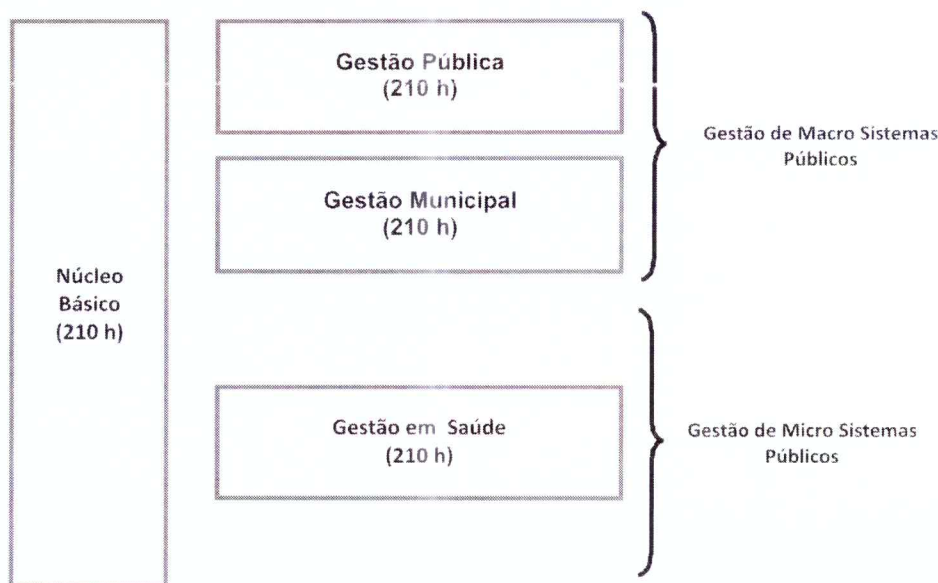 Gestão Pública
(210 h)
Gestão de Macro Sistemas
Públicos
Gestão Municipal
(210 h)
Núcleo
Básico
(210 h)
Gestão em Saúde
(210 h)
Gestão de Micro Sistemas
Públicos